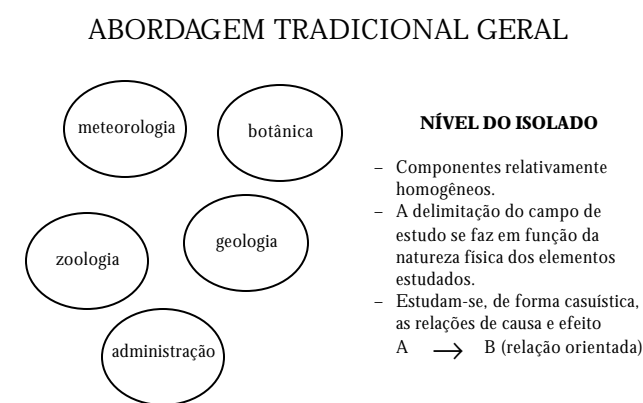 ABORDAGEM TRADICIONAL GERAL
meteorologia
botânica
zoologia
geologia
administração
NÍVEL DO ISOLADO
– Componentes relativamente
homogêneos.
– A delimitação do campo de
estudo se faz em função da
natureza física dos elementos
estudados.
– Estudam-se, de forma casuística,
as relações de causa e efeito
A → B (relação orientada)